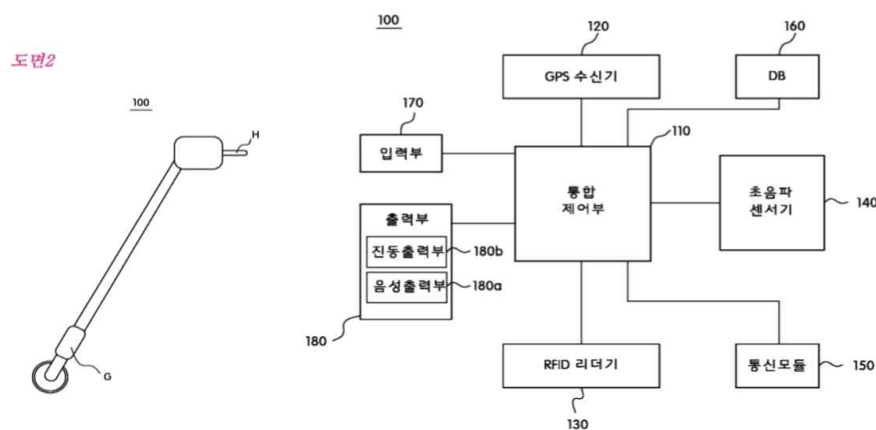 도면2
100
H
G
100
120
GPS 수신기
160
DB
170
입력부
110
통합
제어부
초음파
센서기
140
출력부
진동출력부
180b
음성출력부
180a
180
RFID 리더기
130
통신모듈
150